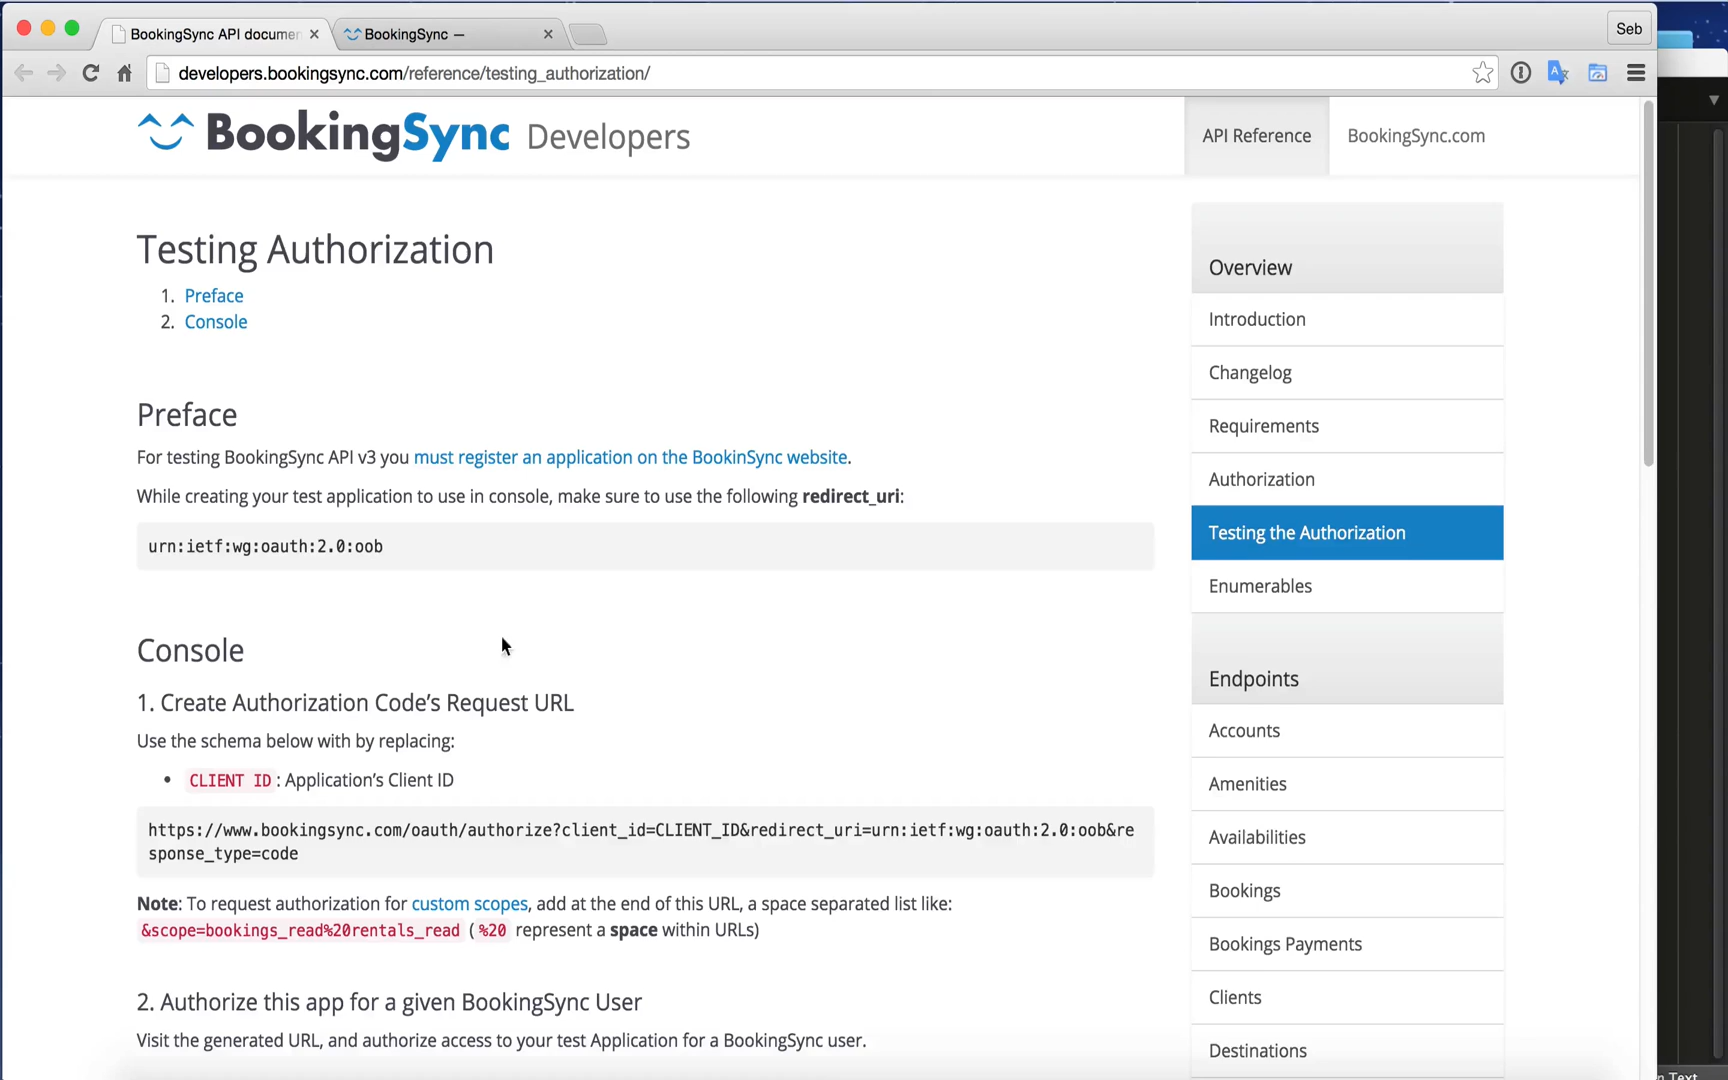 BookingSync API documen
BookingSync —
Seb
developers.bookingsync.com/reference/testing_authorization/
BookingSync Developers
API Reference
BookingSync.com
Testing Authorization
1. Preface
2. Console
Preface
For testing BookingSync API v3 you must register an application on the BookinSync website.
While creating your test application to use in console, make sure to use the following redirect_uri:
urn:ietf:wg:oauth:2.0:oob
Console
1. Create Authorization Code’s Request URL
Use the schema below with by replacing:
• CLIENT ID : Application’s Client ID
https://www.bookingsync.com/oauth/authorize?client_id=CLIENT_ID&redirect_uri=urn:ietf:wg:oauth:2.0:oob&re
sponse_type=code
Note: To request authorization for custom scopes, add at the end of this URL, a space separated list like:
&scope=bookings_read%20rentals_read ( %20 represent a space within URLs)
2. Authorize this app for a given BookingSync User
Visit the generated URL, and authorize access to your test Application for a BookingSync user.
Overview
Introduction
Changelog
Requirements
Authorization
Testing the Authorization
Enumerables
Endpoints
Accounts
Amenities
Availabilities
Bookings
Bookings Payments
Clients
Destinations